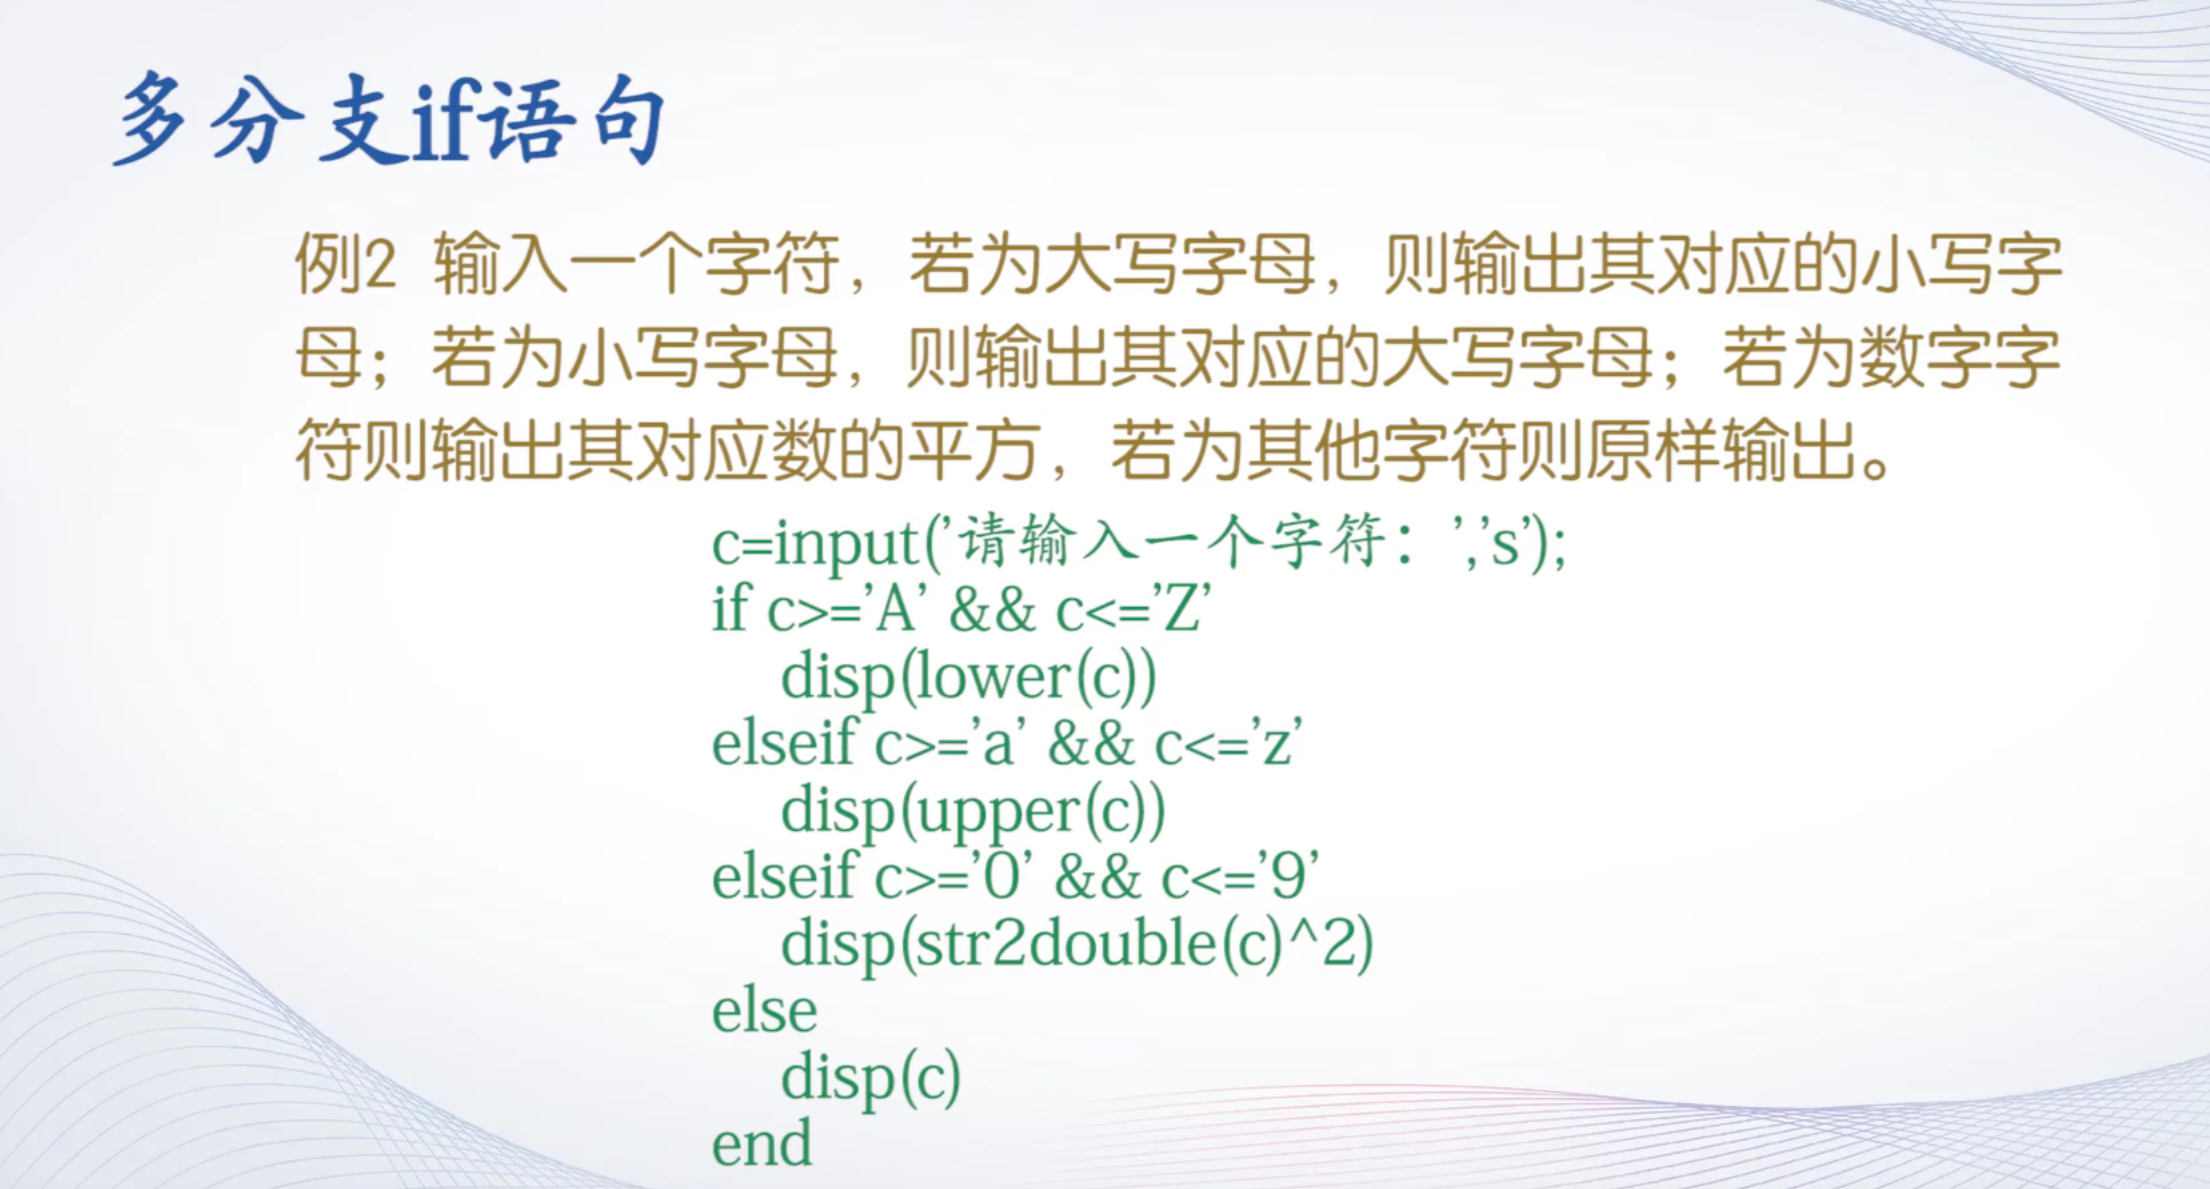 多分支if语句
例2 输入一个字符，若为大写字母，则输出其对应的小写字
母；若为小写字母，则输出其对应的大写字母；若为数字字
符则输出其对应数的平方，若为其他字符则原样输出。
c=input('请输入一个字符：','s');
if c>='A' && c<='Z'
    disp(lower(c))
elseif c>='a' && c<='z'
    disp(upper(c))
elseif c>='0' && c<='9'
    disp(str2double(c)^2)
else
    disp(c)
end